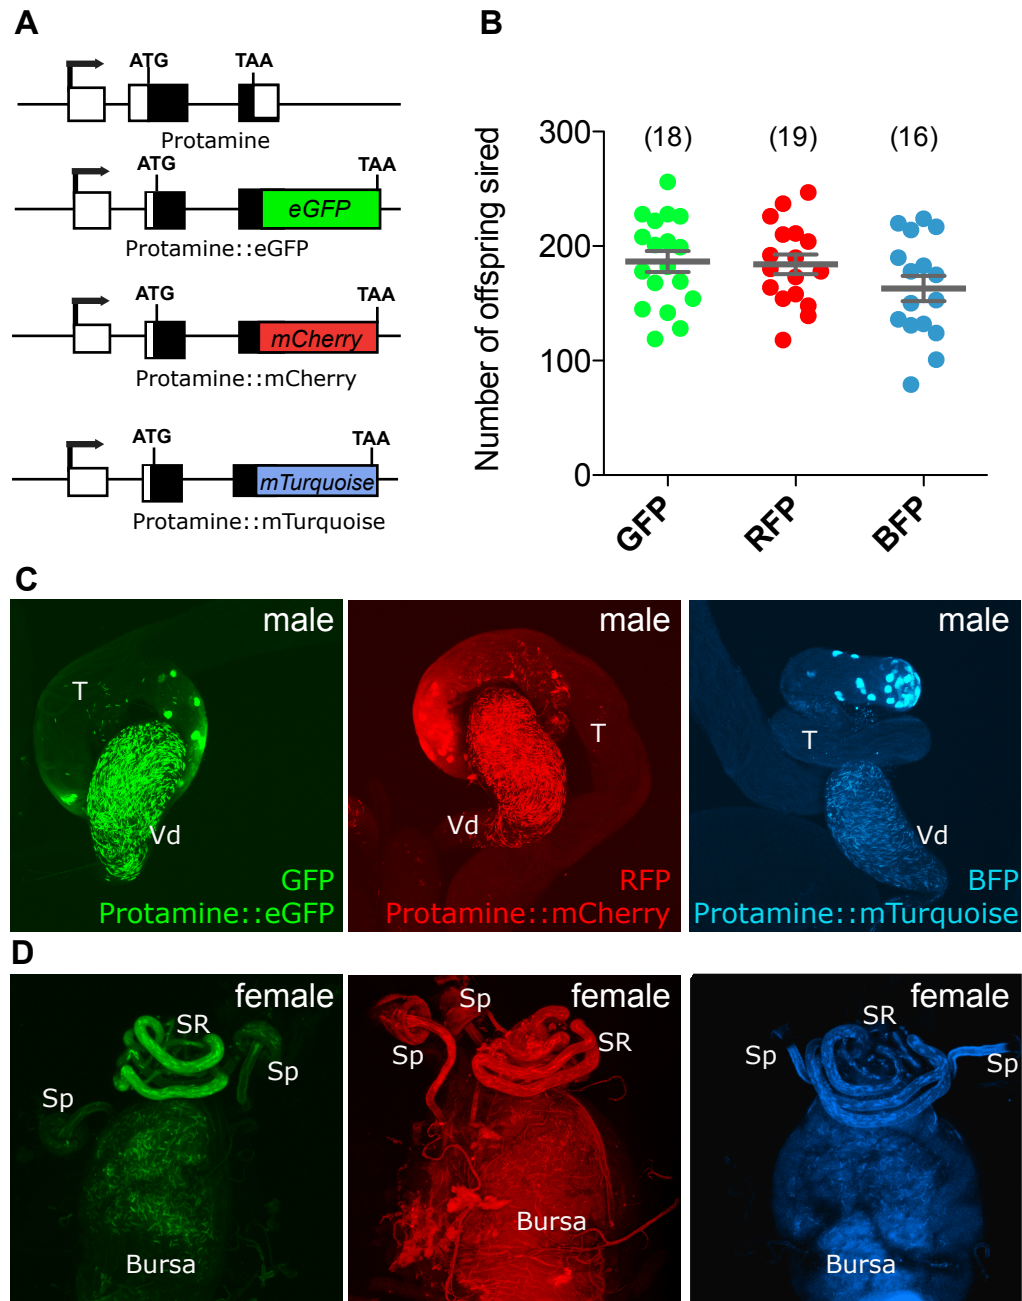 A
ATG TAA
Protamine
ATG TAA
eGFP
Protamine::eGFP
ATG TAA
mCherry
Protamine::mCherry
ATG TAA
mTurquoise
Protamine::mTurquoise
B
Number of offspring sired
300
200
100
0
(18) (19) (16)
GFP RFP BFP
C
male
T
Vd
GFP
Protamine::eGFP
male
T
Vd
RFP
Protamine::mCherry
male
T
Vd
BFP
Protamine::mTurquoise
D
female
SR
Sp
Sp
Bursa
female
Sp
SR
Sp
Bursa
female
SR
Sp
Sp
Bursa